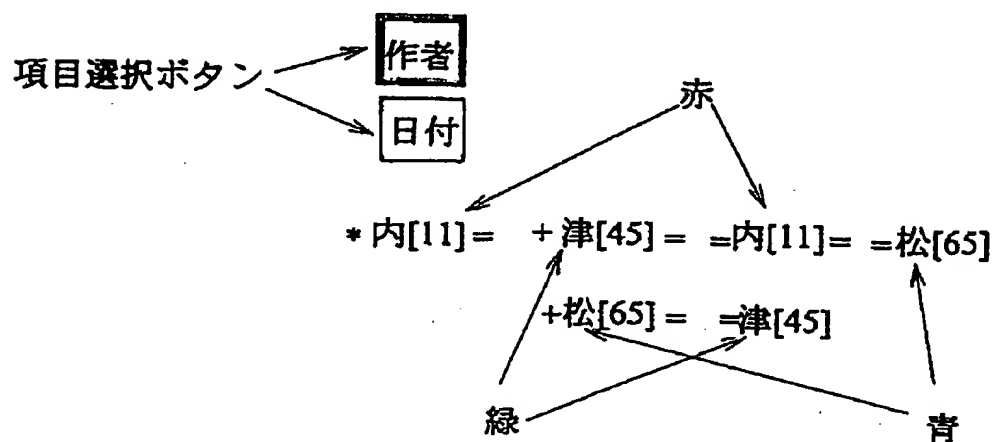 作者
項目選択ボタン
日付
赤
*内[11]= +津[45]= =内[11]= =松[65]
+松[65]= =津[45]
緑
青